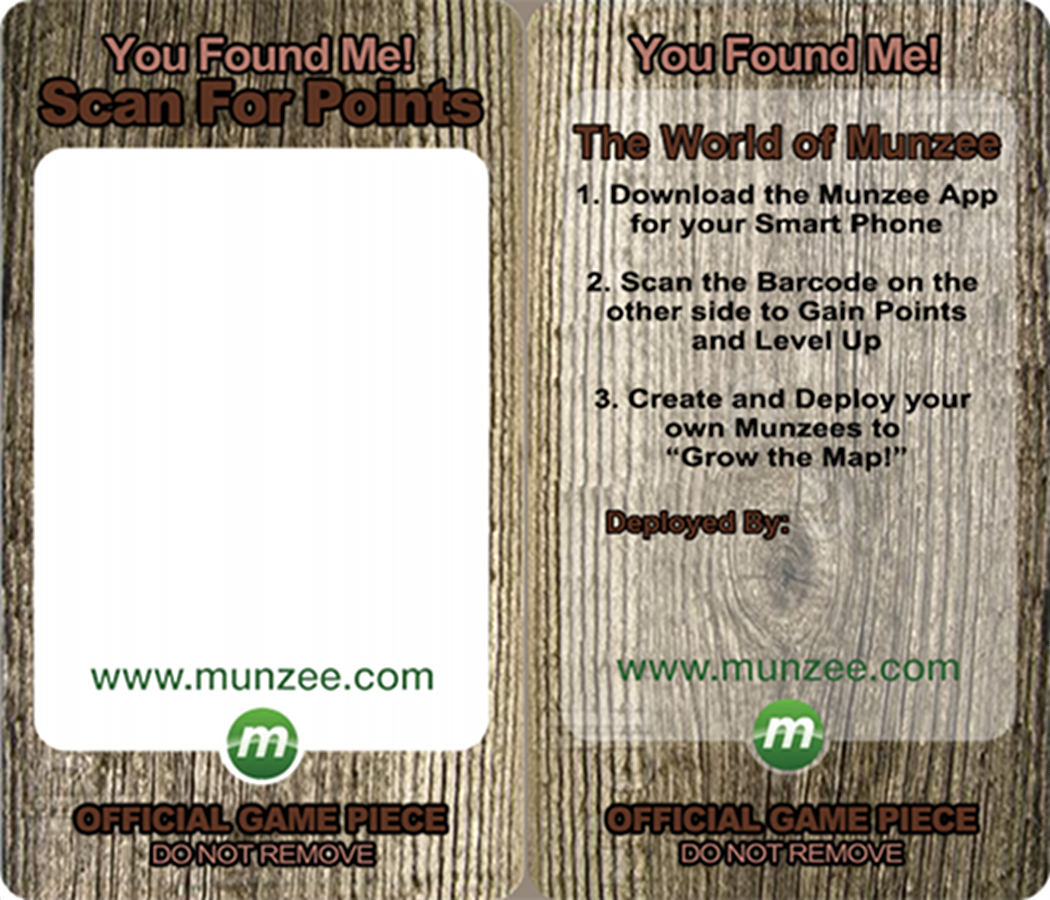 You Found Me!
Scan For Points
www.munzee.com
m
OFFICIAL GAME PIECE
DO NOT REMOVE
You Found Me!
The World of Munzee
1. Download the Munzee App
for your Smart Phone
2. Scan the Barcode on the
other side to Gain Points
and Level Up
3. Create and Deploy your
own Munzees to
“Grow the Map!”
Deployed By:
www.munzee.com
m
OFFICIAL GAME PIECE
DO NOT REMOVE